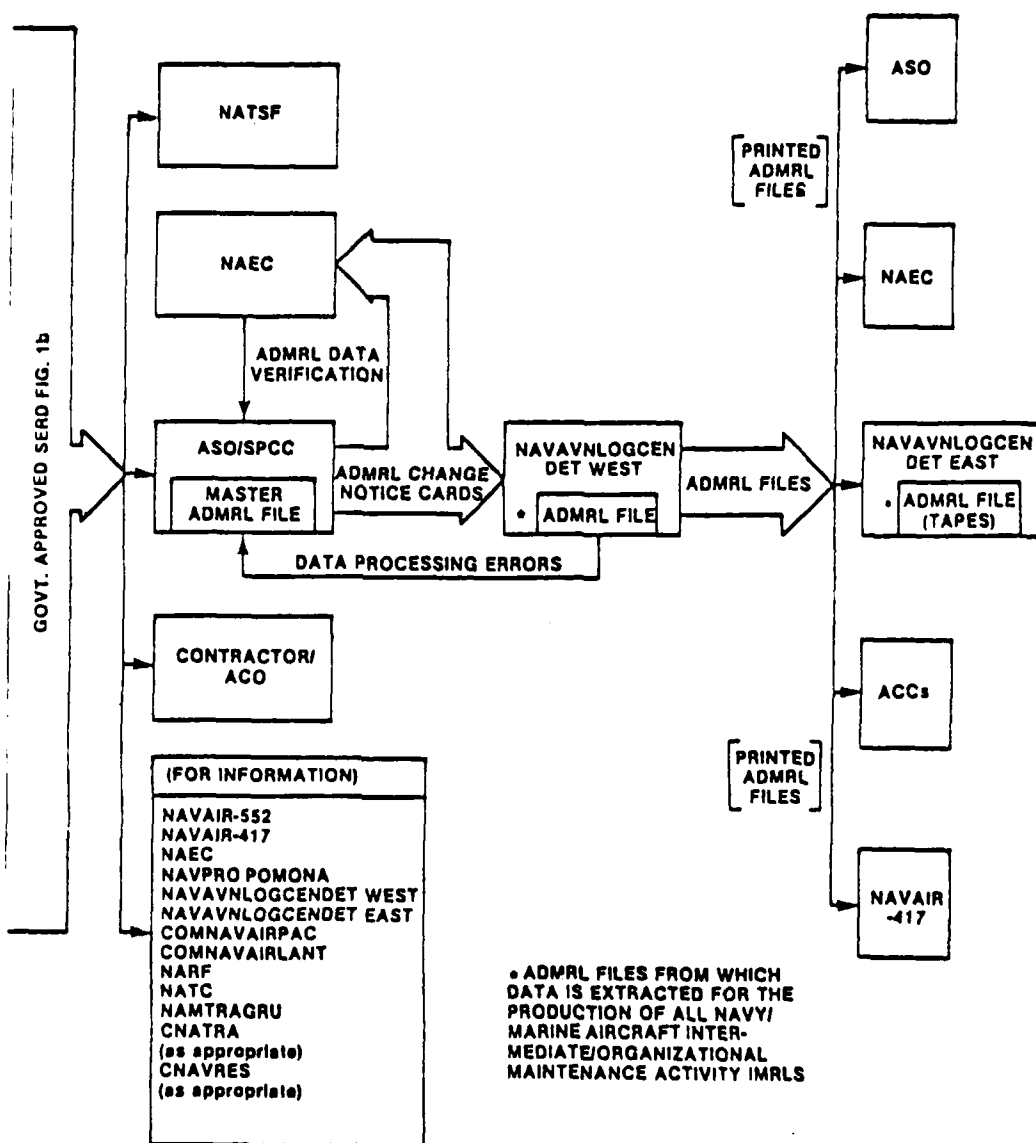 GOVT. APPROVED SERD FIG. 1b
NATSF
NAEC
ADMRL DATA
VERIFICATION
ASO/SPCC
MASTER
ADMRL FILE
ADMRL CHANGE
NOTICE CARDS
NAVAVNLOGCEN
DET WEST
* ADMRL FILE
DATA PROCESSING ERRORS
ADMRL FILES
CONTRACTOR/
ACO
(FOR INFORMATION)
NAVAIR-552
NAVAIR-417
NAEC
NAVPRO POMONA
NAVAVNLOGCENDET WEST
NAVAVNLOGCENDET EAST
COMNAVAIRPAC
COMNAVAIRLANT
NARF
NATC
NAMTRAGRU
CNATRA
(as appropriate)
CNAVRES
(as appropriate)
ASO
[PRINTED
ADMRL
FILES]
NAEC
NAVAVNLOGCEN
DET EAST
* ADMRL FILE
(TAPES)
ACCs
[PRINTED
ADMRL
FILES]
NAVAIR
-417
* ADMRL FILES FROM WHICH
DATA IS EXTRACTED FOR THE
PRODUCTION OF ALL NAVY/
MARINE AIRCRAFT INTER-
MEDIATE/ORGANIZATIONAL
MAINTENANCE ACTIVITY IMRLS